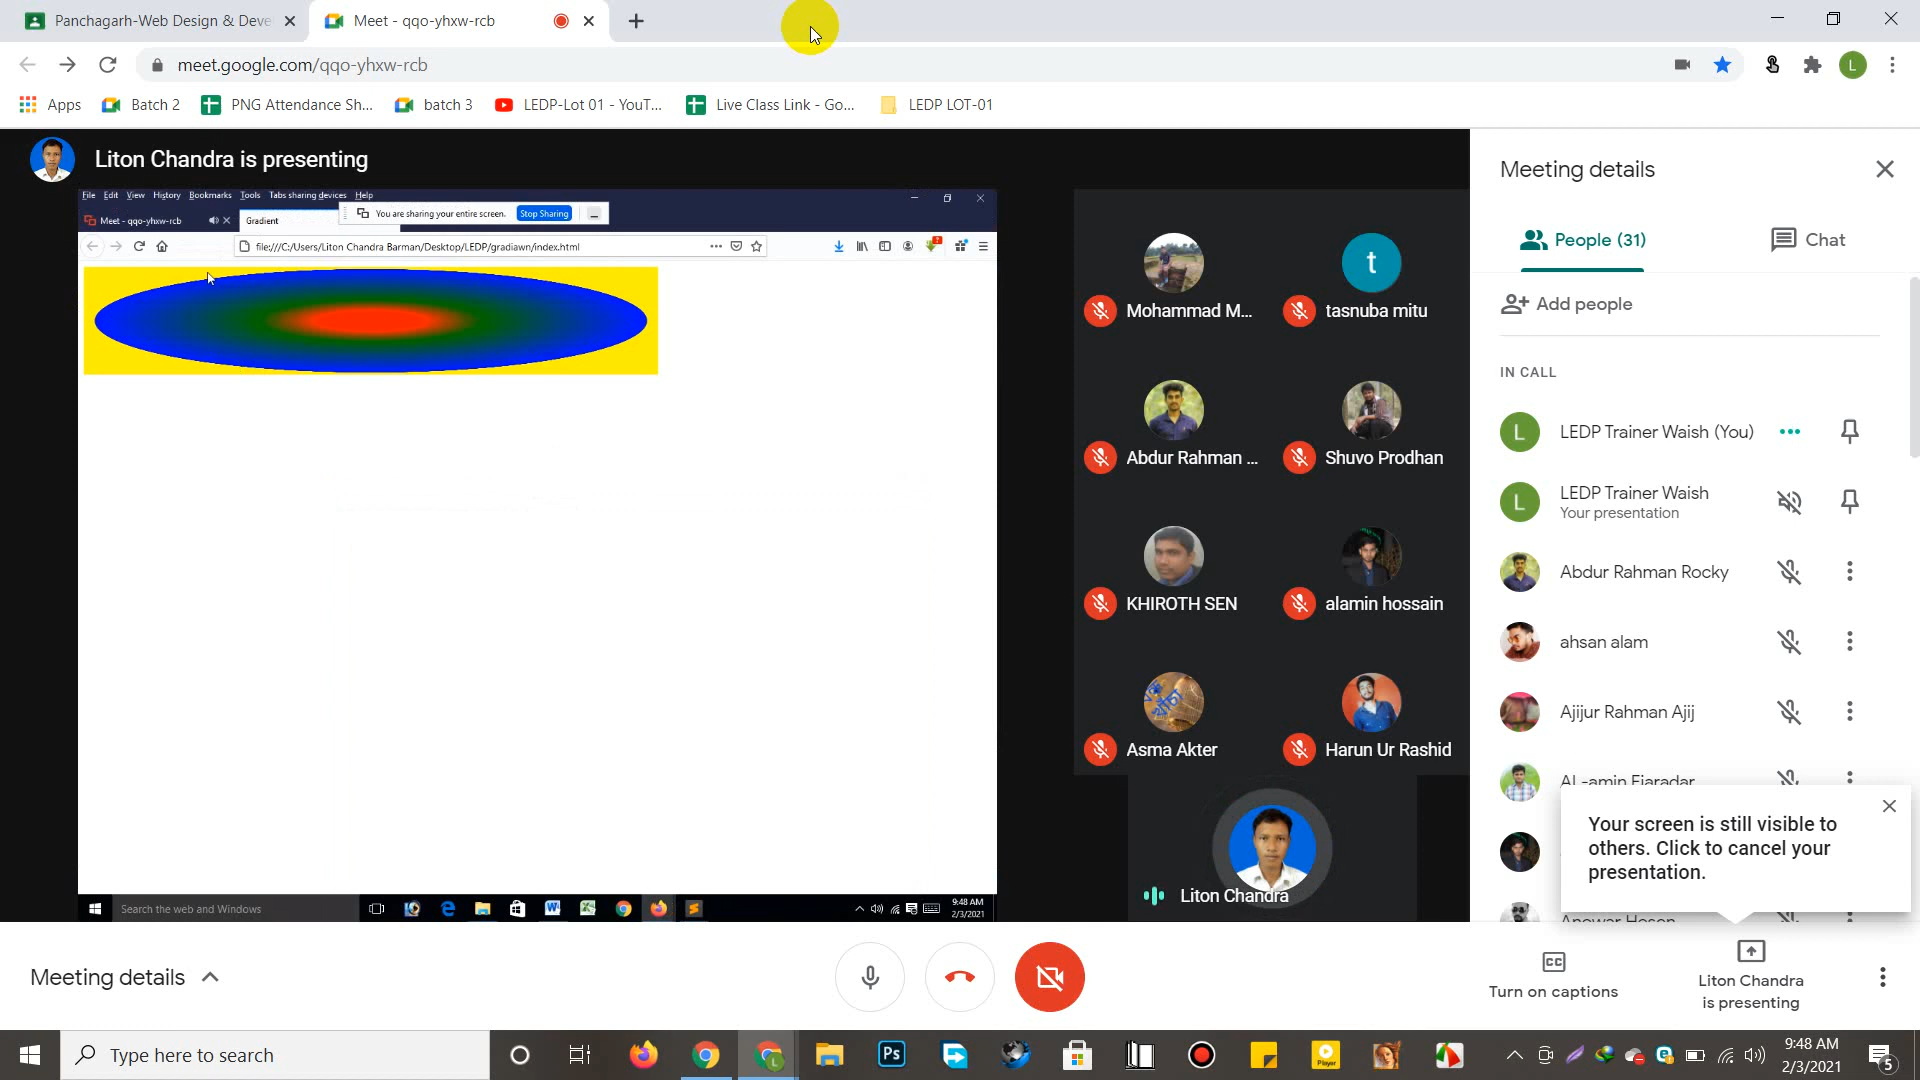 Panchagarh-Web Design & Deve
Meet - qqo-yhxw-rcb
meet.google.com/qqo-yhxw-rcb
L
Apps
Batch 2
PNG Attendance Sh...
batch 3
LEDP-Lot 01 - YouT...
Live Class Link - Go...
LEDP LOT-01
Liton Chandra is presenting
File Edit View History Bookmarks Tools Tabs sharing devices Help
Meet - qqo-yhxw-rcb
Gradient
You are sharing your entire screen. Stop Sharing
file:///C:/Users/Liton Chandra Barman/Desktop/LEDP/gradiawn/index.html
Search the web and Windows
9:48 AM
2/3/2021
Mohammad M...
t
tasnuba mitu
Abdur Rahman ...
Shuvo Prodhan
KHIROTH SEN
alamin hossain
Asma Akter
Harun Ur Rashid
Liton Chandra
Meeting details
People (31)
Chat
Add people
IN CALL
L
LEDP Trainer Waish (You)
L
LEDP Trainer Waish
Your presentation
Abdur Rahman Rocky
ahsan alam
Ajijur Rahman Ajij
Your screen is still visible to
others. Click to cancel your
presentation.
Meeting details
CC
Turn on captions
Liton Chandra
is presenting
Type here to search
L
Ps
Player
9:48 AM
2/3/2021
5